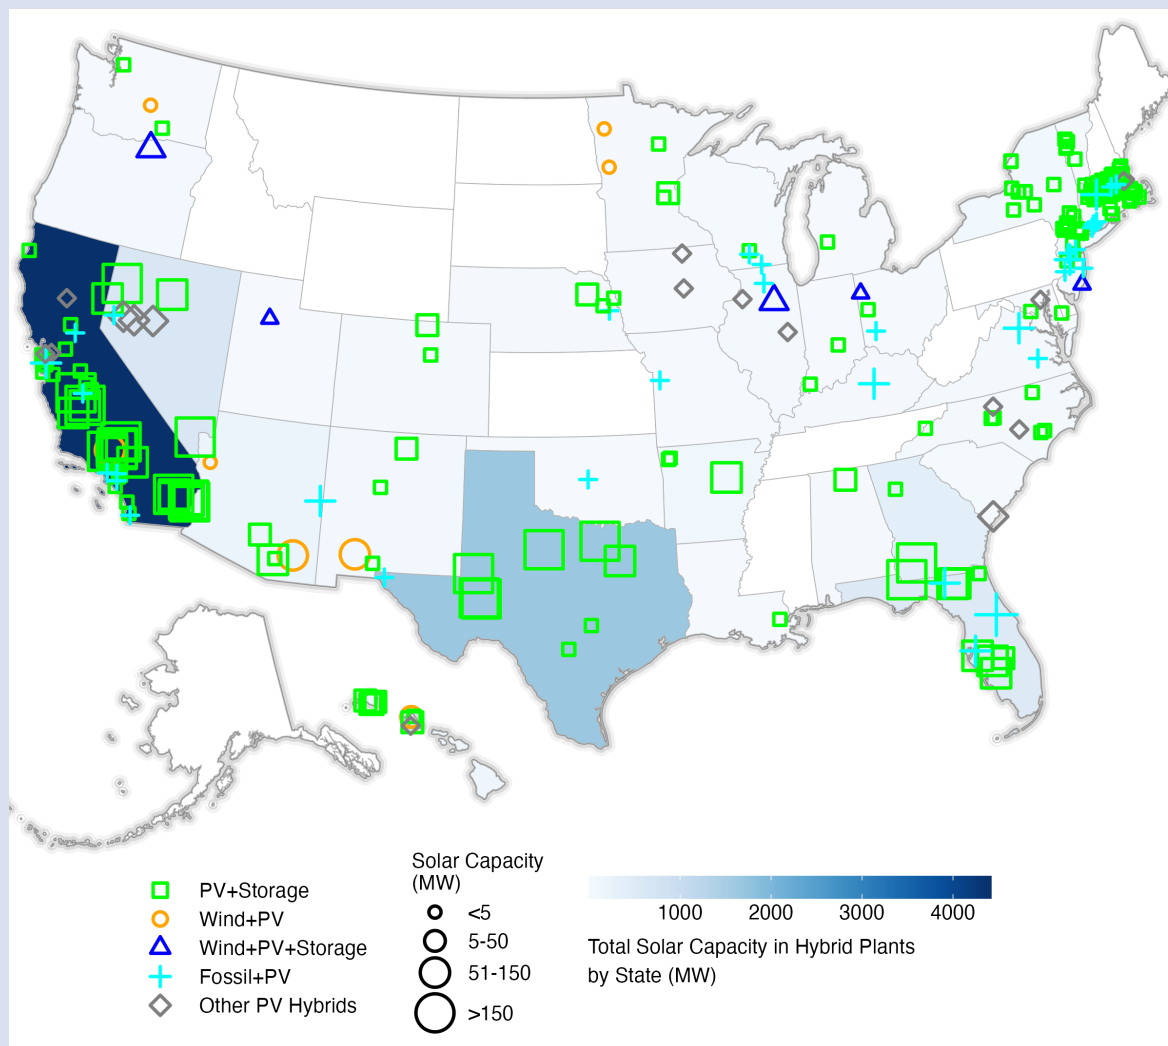 PV+Storage
Wind+PV
Wind+PV+Storage
Fossil+PV
Other PV Hybrids
Solar Capacity
(MW)
<5
5-50
51-150
>150
1000 2000 3000 4000
Total Solar Capacity in Hybrid Plants
by State (MW)